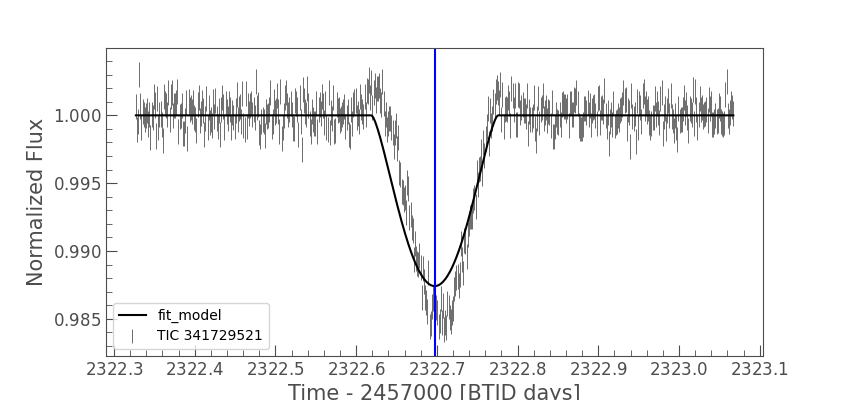 Normalized Flux
1.000
0.995
0.990
0.985
fit_model
TIC 341729521
2322.3 2322.4 2322.5 2322.6 2322.7 2322.8 2322.9 2323.0 2323.1
Time - 2457000 [BTJD days]